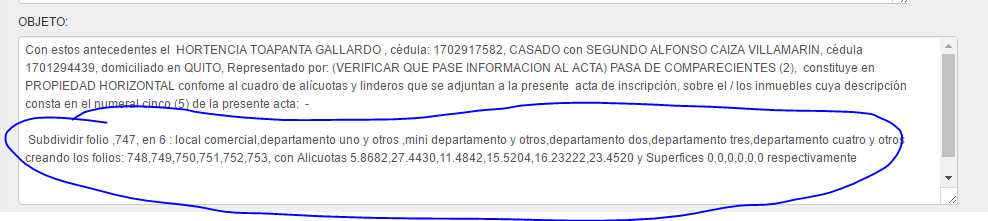 OBJETO:
Con estos antecedentes el  HORTENCIA TOAPANTA GALLARDO , cédula: 1702917582, CASADO con SEGUNDO ALFONSO CAIZA VILLAMARIN, cédula
1701294439, domiciliado en QUITO, Representado por: (VERIFICAR QUE PASE INFORMACION AL ACTA) PASA DE COMPARECIENTES (2),  constituye en
PROPIEDAD HORIZONTAL confome al cuadro de alícuotas y linderos que se adjuntan a la presente  acta de inscripción, sobre el / los inmuebles cuya descripción
consta en el numeral cinco (5) de la presente acta:  -
Subdividir folio ,747, en 6 : local comercial,departamento uno y otros ,mini departamento y otros,departamento dos,departamento tres,departamento cuatro y otros
creando los folios: 748,749,750,751,752,753, con Alicuotas 5.8682,27.4430,11.4842,15.5204,16.23222,23.4520 y Superfices 0,0,0,0,0,0 respectivamente